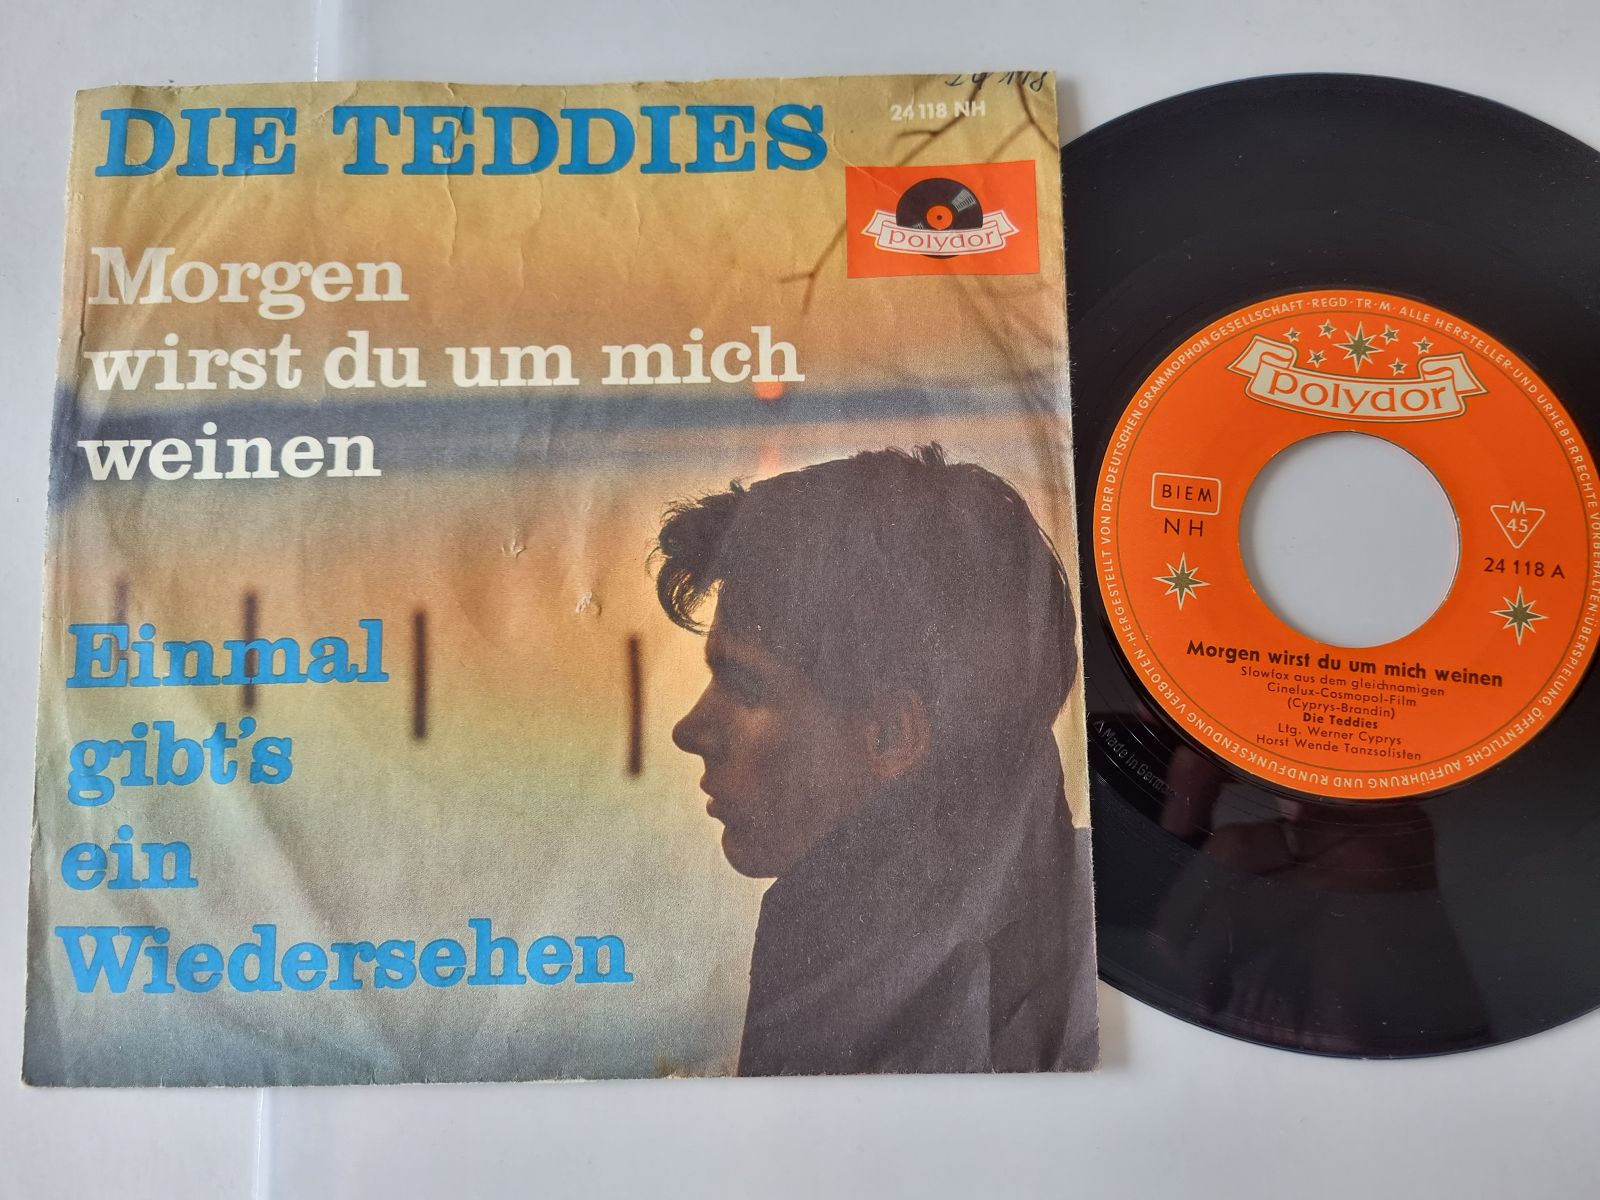 24 118
DIE TEDDIES
24 118 NH
polydor
Morgen
wirst du um mich
weinen
Einmal
gibt's
ein
Wiedersehen
HERGESTELLT VON DER DEUTSCHEN GRAMMOPHON GESELLSCHAFT · REGD · TR · M · ALLE HERSTELLER- UND URHEBERRECHTE VORBEHALTEN: ÜBERSPIELUNG, ÖFFENTLICHE AUFFÜHRUNG UND RUNDFUNKSENDUNG VERBOTEN ·
polydor
BIEM
NH
M
45
24 118 A
Morgen wirst du um mich weinen
Slowfox aus dem gleichnamigen
Cinelux-Cosmopol-Film
(Cyprys-Brandin)
Die Teddies
Ltg. Werner Cyprys
Horst Wende Tanzsolisten
Made in Germany